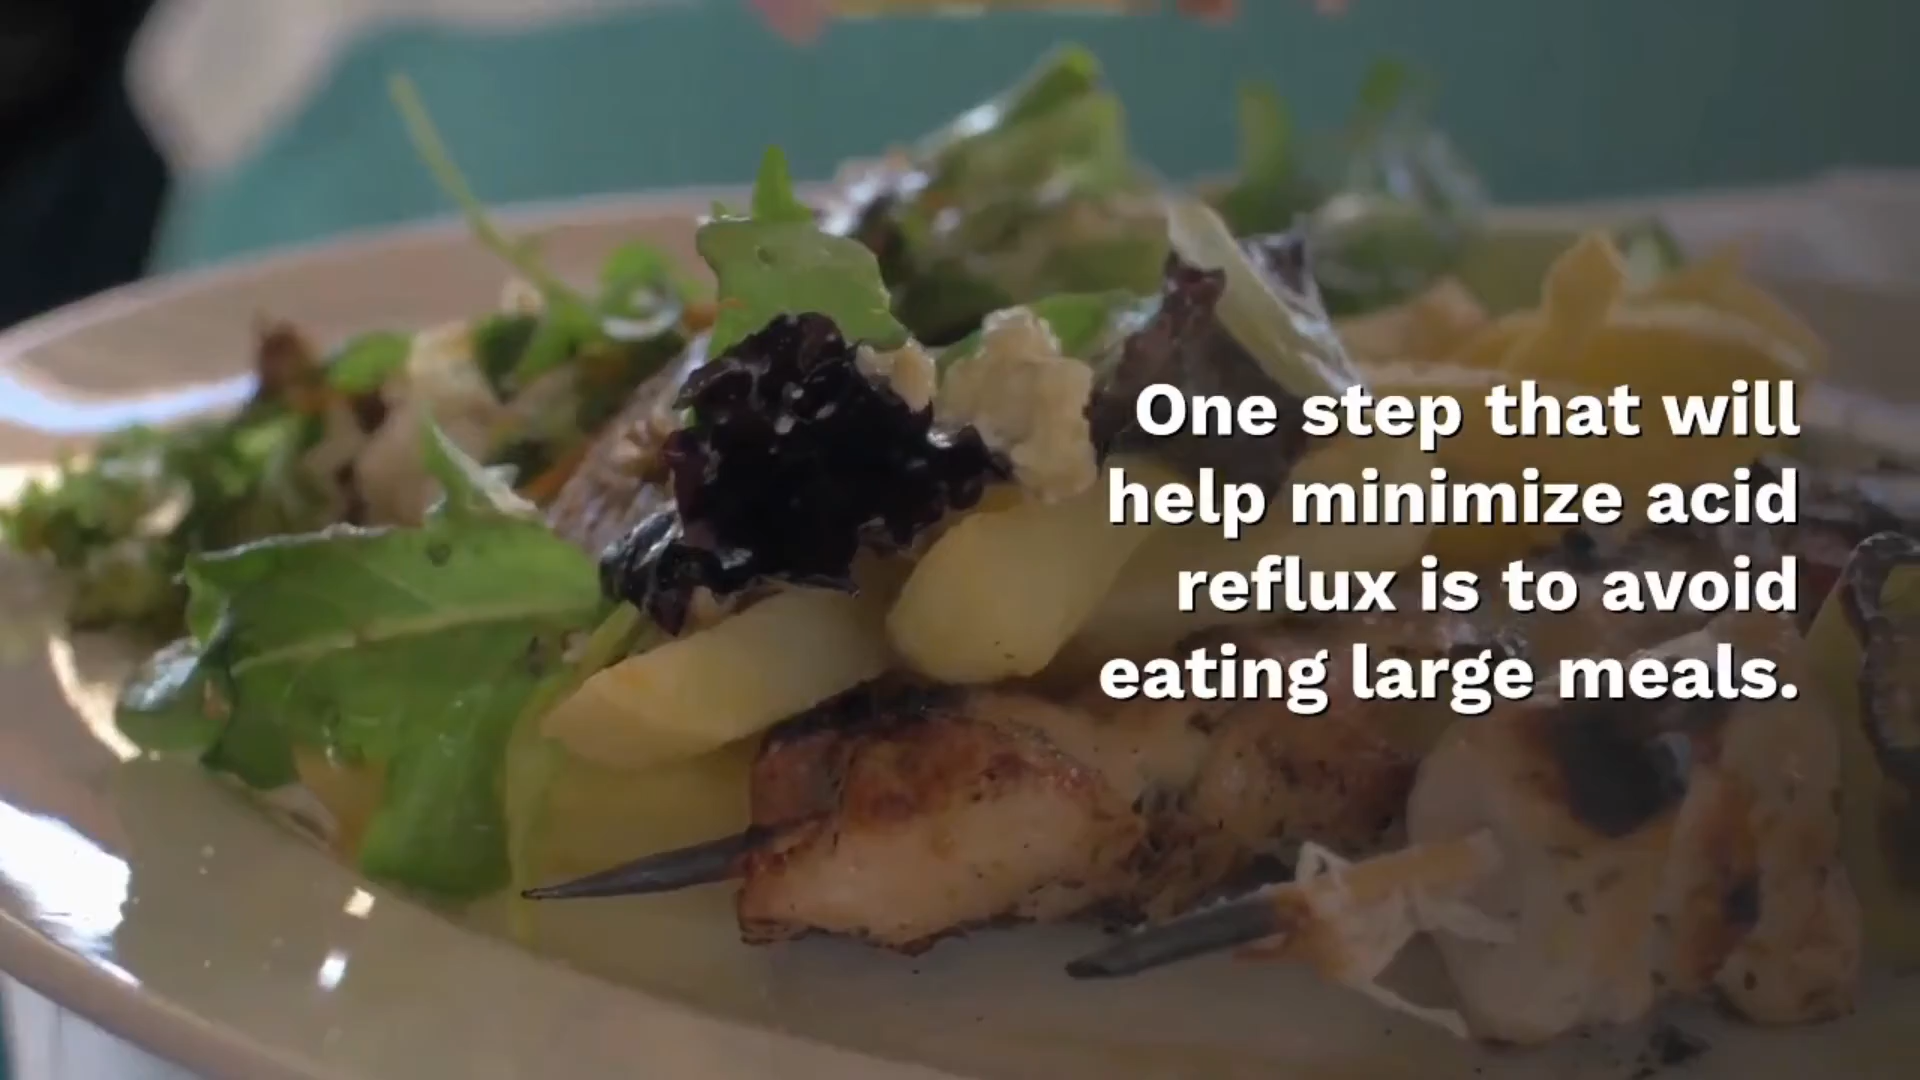 One step that will
help minimize acid
reflux is to avoid
eating large meals.